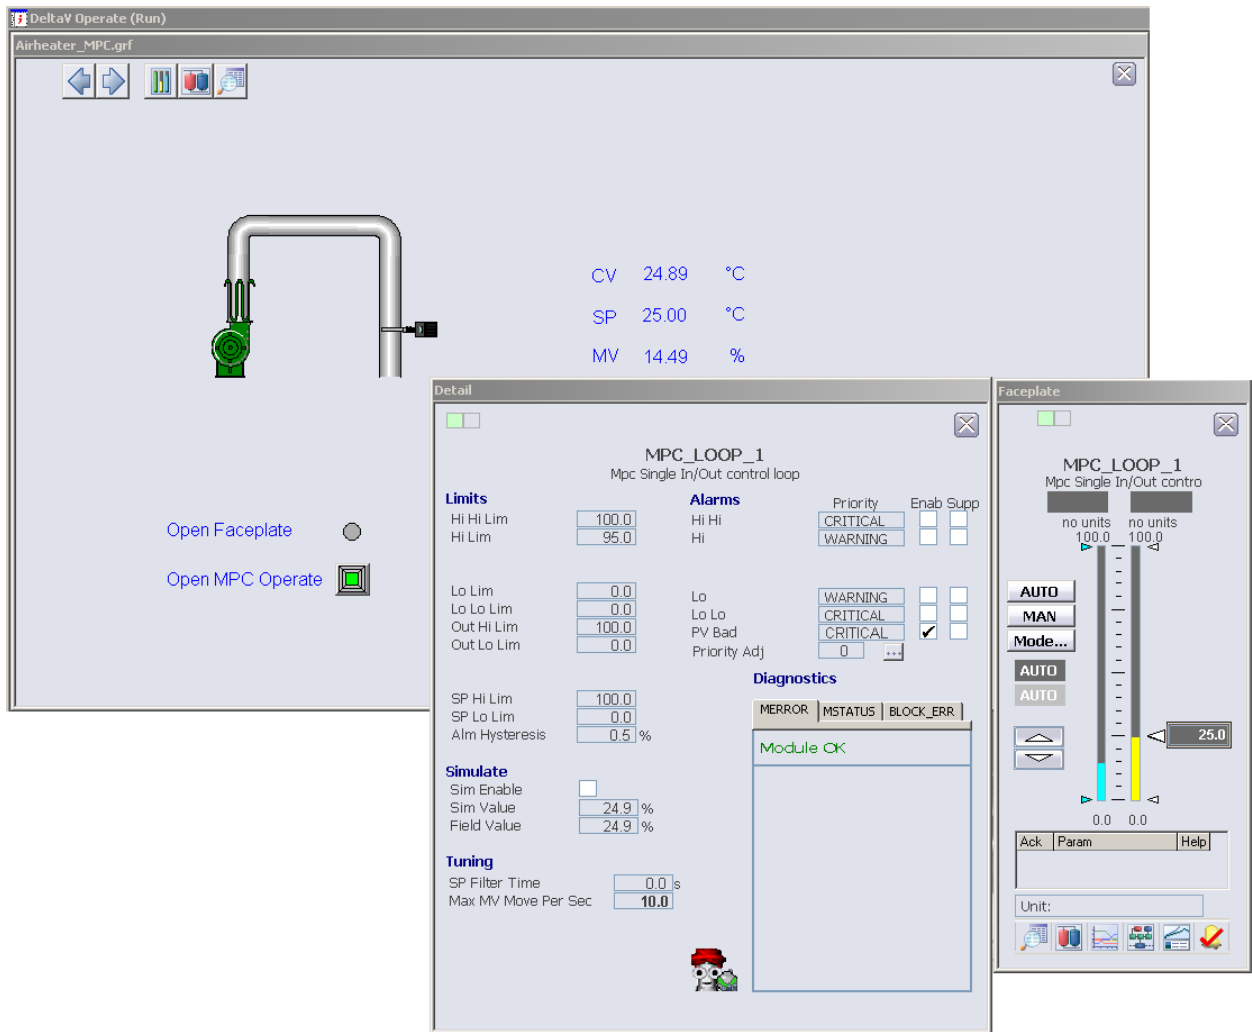 DeltaV Operate (Run)
Airheater_MPC.grf
CV 24.89 °C
SP 25.00 °C
MV 14.49 %
Open Faceplate
Open MPC Operate
Detail
MPC_LOOP_1
Mpc Single In/Out control loop
Limits
Hi Hi Lim 100.0
Hi Lim 95.0
Lo Lim 0.0
Lo Lo Lim 0.0
Out Hi Lim 100.0
Out Lo Lim 0.0
SP Hi Lim 100.0
SP Lo Lim 0.0
Alm Hysteresis 0.5 %
Simulate
Sim Enable
Sim Value 24.9 %
Field Value 24.9 %
Tuning
SP Filter Time 0.0 s
Max MV Move Per Sec 10.0
Alarms Priority Enab Supp
Hi Hi CRITICAL
Hi WARNING
Lo WARNING
Lo Lo CRITICAL
PV Bad CRITICAL
Priority Adj 0 ...
Diagnostics
MERROR MSTATUS BLOCK_ERR
Module OK
Faceplate
MPC_LOOP_1
Mpc Single In/Out contro
no units no units
100.0 100.0
AUTO
MAN
Mode...
AUTO
AUTO
25.0
0.0 0.0
Ack Param Help
Unit: